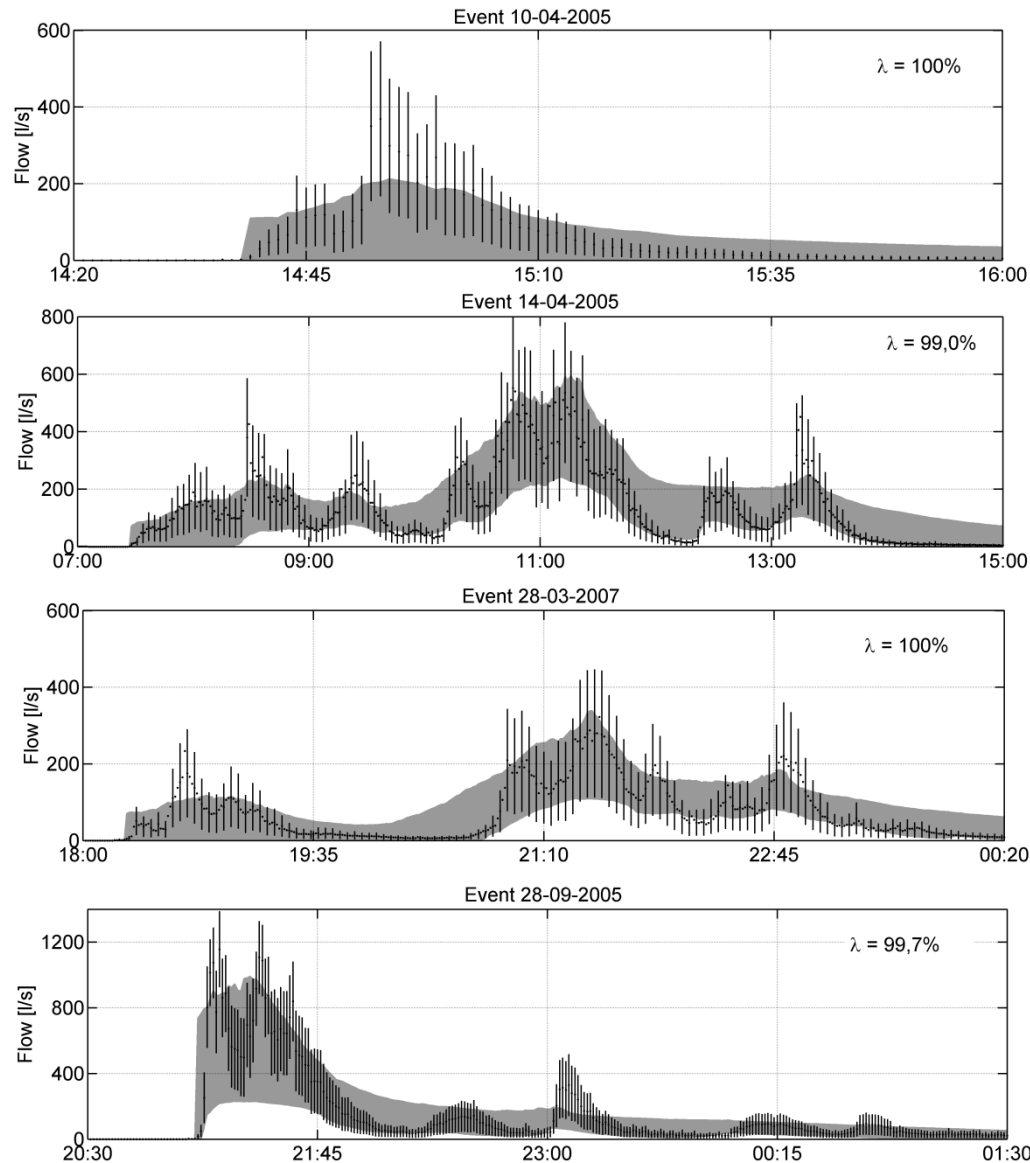 Event 10-04-2005
600
400
200
0
Flow [l/s]
λ = 100%
14:20 14:45 15:10 15:35 16:00
Event 14-04-2005
800
600
400
200
0
Flow [l/s]
λ = 99,0%
07:00 09:00 11:00 13:00 15:00
Event 28-03-2007
600
400
200
0
Flow [l/s]
λ = 100%
18:00 19:35 21:10 22:45 00:20
Event 28-09-2005
1200
800
400
0
Flow [l/s]
λ = 99,7%
20:30 21:45 23:00 00:15 01:30